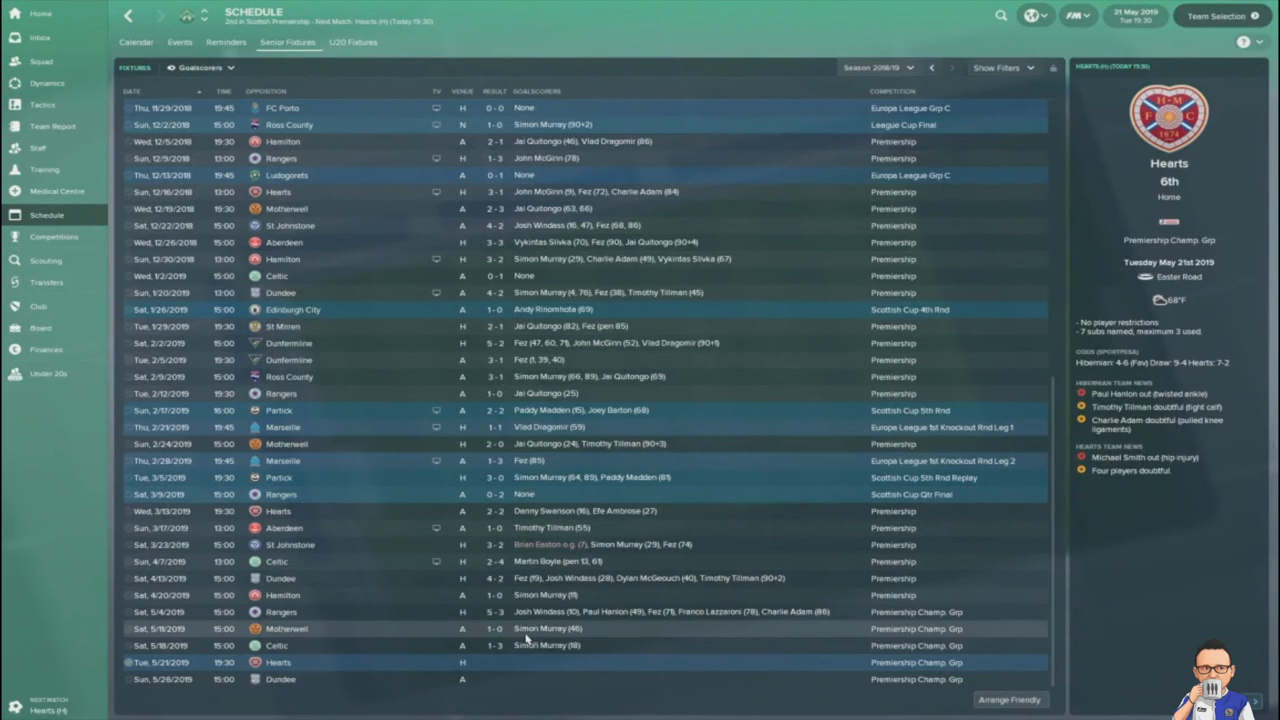 Home
Inbox
Squad
Dynamics
Tactics
Team Report
Staff
Training
Medical Centre
Schedule
Competitions
Scouting
Transfers
Club
Board
Finances
Under 20s
NEXT MATCH
Hearts (H)
SCHEDULE
2nd in Scottish Premiership - Next Match: Hearts (H) (Today 19:30)
FM
21 May 2019
Tue 19:30
Team Selection
Calendar Events Reminders Senior Fixtures U20 Fixtures
?
FIXTURES Goalscorers Season 2018/19 Show Filters
DATE TIME OPPOSITION TV VENUE RESULT GOALSCORERS COMPETITION
Thu, 11/29/2018 19:45 FC Porto H 0-0 None Europa League Grp C
Sun, 12/2/2018 15:00 Ross County N 1-0 Simon Murray (90+2) League Cup Final
Wed, 12/5/2018 19:30 Hamilton A 2-1 Jai Quitongo (46), Vlad Dragomir (86) Premiership
Sun, 12/9/2018 13:00 Rangers H 1-3 John McGinn (78) Premiership
Thu, 12/13/2018 19:45 Ludogorets A 0-1 None Europa League Grp C
Sun, 12/16/2018 13:00 Hearts H 3-1 John McGinn (9), Fez (72), Charlie Adam (84) Premiership
Wed, 12/19/2018 19:30 Motherwell A 2-3 Jai Quitongo (63, 66) Premiership
Sat, 12/22/2018 15:00 St Johnstone A 4-2 Josh Windass (16, 47), Fez (68, 86) Premiership
Wed, 12/26/2018 15:00 Aberdeen H 3-3 Vykintas Slivka (70), Fez (90), Jai Quitongo (90+4) Premiership
Sun, 12/30/2018 13:00 Hamilton H 3-2 Simon Murray (29), Charlie Adam (49), Vykintas Slivka (67) Premiership
Wed, 1/2/2019 15:00 Celtic A 0-1 None Premiership
Sun, 1/20/2019 13:00 Dundee H 4-2 Simon Murray (4, 76), Fez (38), Timothy Tillman (45) Premiership
Sat, 1/26/2019 15:00 Edinburgh City A 1-0 Andy Rinomhota (69) Scottish Cup 4th Rnd
Tue, 1/29/2019 19:30 St Mirren H 2-1 Jai Quitongo (82), Fez (pen 85) Premiership
Sat, 2/2/2019 15:00 Dunfermline H 5-2 Fez (47, 60, 71), John McGinn (52), Vlad Dragomir (90+1) Premiership
Tue, 2/5/2019 19:30 Dunfermline A 3-1 Fez (1, 39, 40) Premiership
Sat, 2/9/2019 15:00 Ross County A 3-1 Simon Murray (66, 89), Jai Quitongo (69) Premiership
Tue, 2/12/2019 19:30 Rangers A 1-0 Jai Quitongo (25) Premiership
Sun, 2/17/2019 16:00 Partick A 2-2 Paddy Madden (15), Joey Barton (68) Scottish Cup 5th Rnd
Thu, 2/21/2019 19:45 Marseille H 1-1 Vlad Dragomir (59) Europa League 1st Knockout Rnd Leg 1
Sun, 2/24/2019 15:00 Motherwell H 2-0 Jai Quitongo (24), Timothy Tillman (90+3) Premiership
Thu, 2/28/2019 19:45 Marseille A 1-3 Fez (85) Europa League 1st Knockout Rnd Leg 2
Tue, 3/5/2019 19:30 Partick H 3-0 Simon Murray (64, 89), Paddy Madden (81) Scottish Cup 5th Rnd Replay
Sat, 3/9/2019 15:00 Rangers A 0-2 None Scottish Cup Qtr Final
Wed, 3/13/2019 19:30 Hearts A 2-2 Danny Swanson (16), Efe Ambrose (27) Premiership
Sun, 3/17/2019 13:00 Aberdeen A 1-0 Timothy Tillman (55) Premiership
Sat, 3/23/2019 15:00 St Johnstone H 3-2 Brian Easton o.g. (7), Simon Murray (29), Fez (74) Premiership
Sun, 4/7/2019 13:00 Celtic H 2-4 Martin Boyle (pen 13, 61) Premiership
Sat, 4/13/2019 15:00 Dundee H 4-2 Fez (19), Josh Windass (28), Dylan McGeouch (40), Timothy Tillman (90+2) Premiership
Sat, 4/20/2019 15:00 Hamilton A 1-0 Simon Murray (11) Premiership
Sat, 5/4/2019 15:00 Rangers H 5-3 Josh Windass (10), Paul Hanlon (49), Fez (71), Franco Lazzaroni (78), Charlie Adam (86) Premiership Champ. Grp
Sat, 5/11/2019 15:00 Motherwell A 1-0 Simon Murray (46) Premiership Champ. Grp
Sat, 5/18/2019 15:00 Celtic A 1-3 Simon Murray (18) Premiership Champ. Grp
Tue, 5/21/2019 19:30 Hearts H Premiership Champ. Grp
Sun, 5/26/2019 15:00 Dundee A Premiership Champ. Grp
Arrange Friendly
HEARTS (H) (TODAY 19:30)
H M
F C
1874
Hearts
6th
Home
Premiership Champ. Grp
Tuesday May 21st 2019
Easter Road
68°F
- No player restrictions
- 7 subs named, maximum 3 used.
ODDS (SPORTPESA)
Hibernian: 4-6 (Fav) Draw: 9-4 Hearts: 7-2
HIBERNIAN TEAM NEWS
Paul Hanlon out (twisted ankle)
Timothy Tillman doubtful (tight calf)
Charlie Adam doubtful (pulled knee
ligaments)
HEARTS TEAM NEWS
Michael Smith out (hip injury)
Four players doubtful.